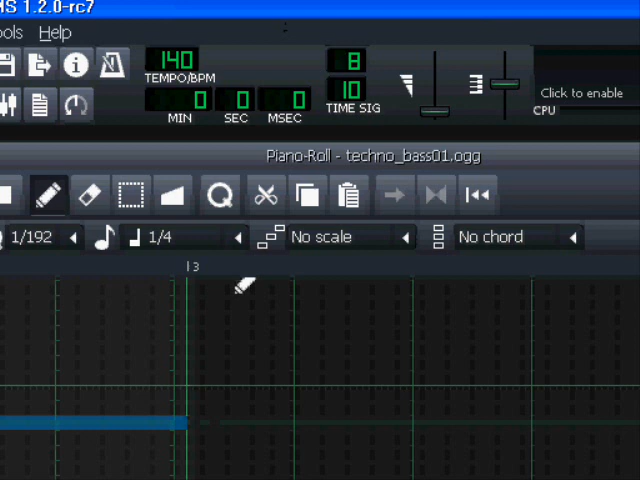 MS 1.2.0-rc7
ools Help
140
TEMPO/BPM
8
10
TIME SIG
0 0 0
MIN SEC MSEC
Click to enable
CPU
Piano-Roll - techno_bass01.ogg
1/192 1/4 No scale No chord
3